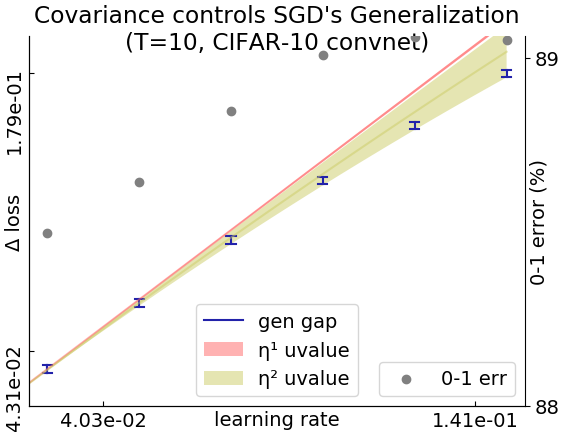 Covariance controls SGD's Generalization
(T=10, CIFAR-10 convnet)
1.79e-01
Δ loss
4.31e-02
89
0-1 error (%)
88
gen gap
η¹ uvalue
η² uvalue
0-1 err
4.03e-02
learning rate
1.41e-01